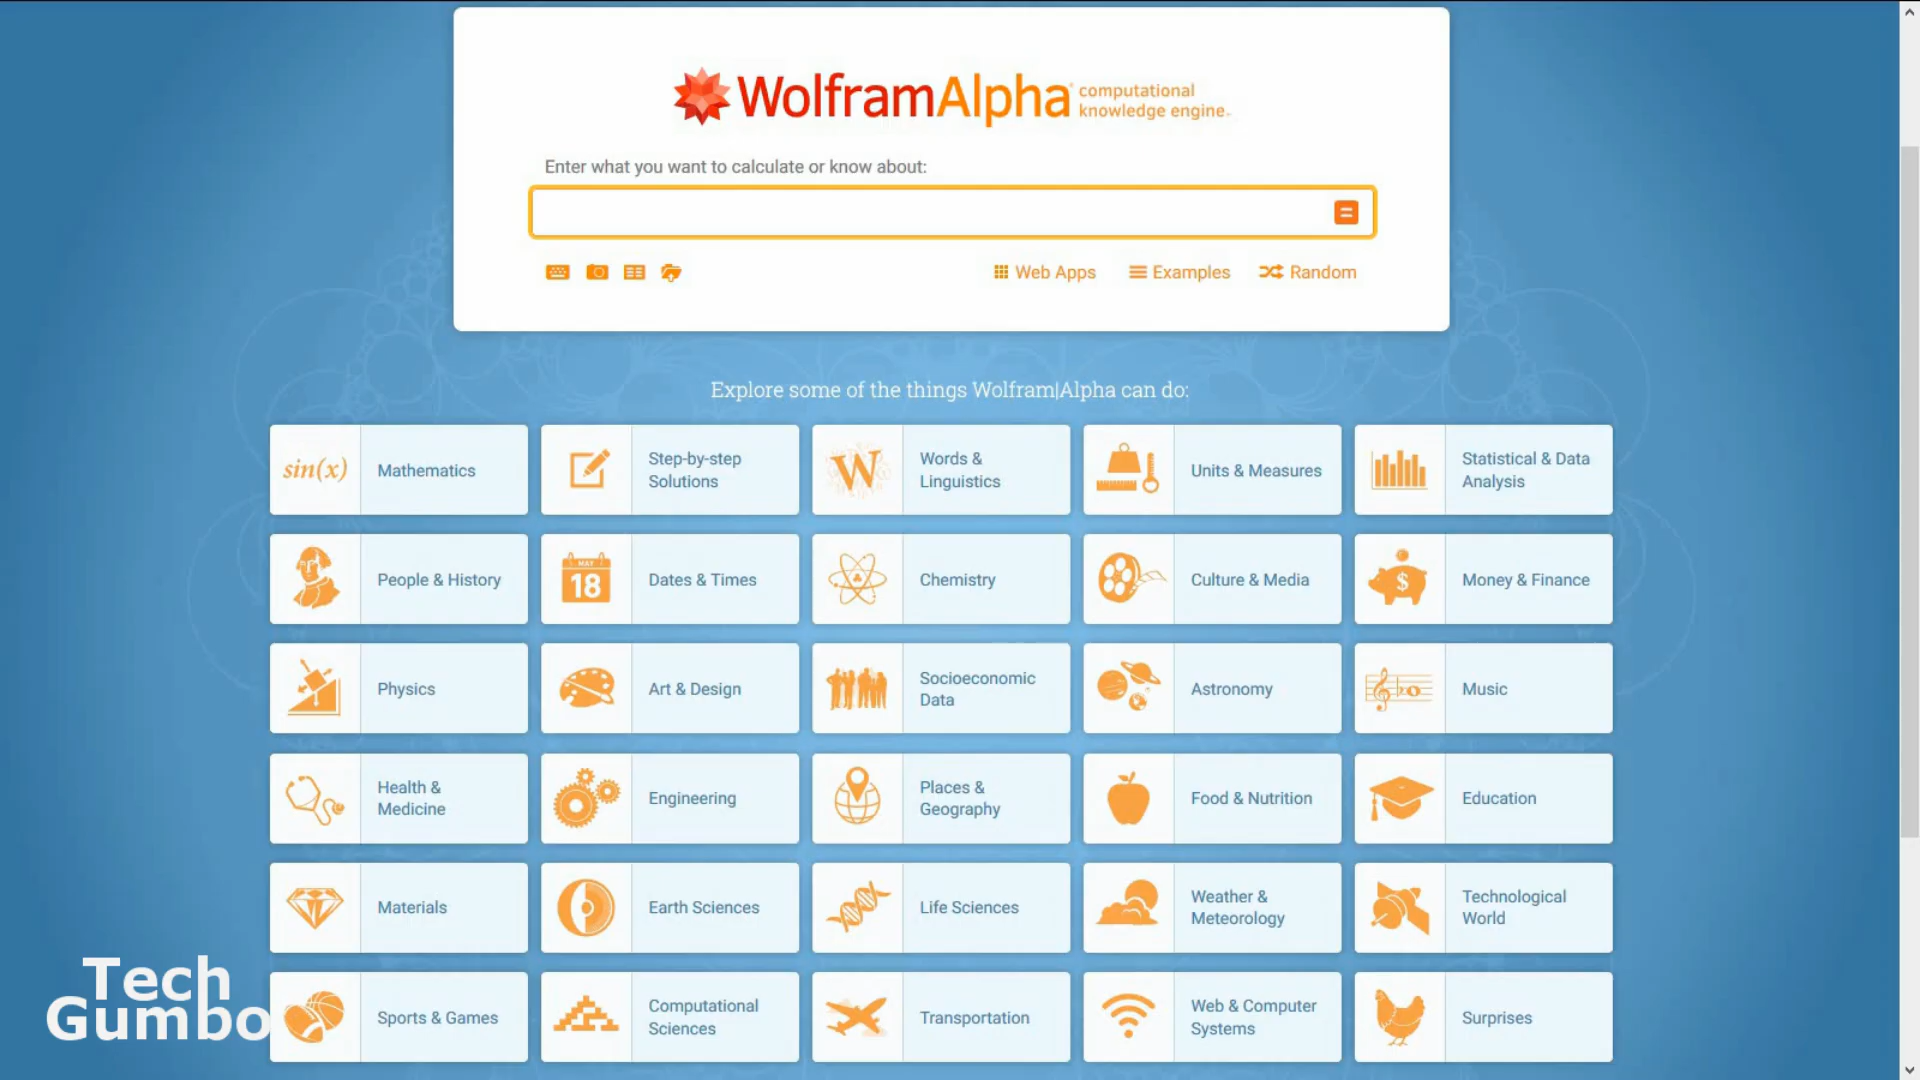 WolframAlpha computational
knowledge engine.
Enter what you want to calculate or know about:
Web Apps
Examples
Random
Explore some of the things Wolfram|Alpha can do:
sin(x)
Mathematics
Step-by-step
Solutions
W
Words &
Linguistics
Units & Measures
Statistical & Data
Analysis
People & History
MAY
18
Dates & Times
Chemistry
Culture & Media
$
Money & Finance
Physics
Art & Design
Socioeconomic
Data
Astronomy
Music
Health &
Medicine
Engineering
Places &
Geography
Food & Nutrition
Education
Materials
Earth Sciences
Life Sciences
Weather &
Meteorology
Technological
World
Sports & Games
Computational
Sciences
Transportation
Web & Computer
Systems
Surprises
Tech
Gumbo